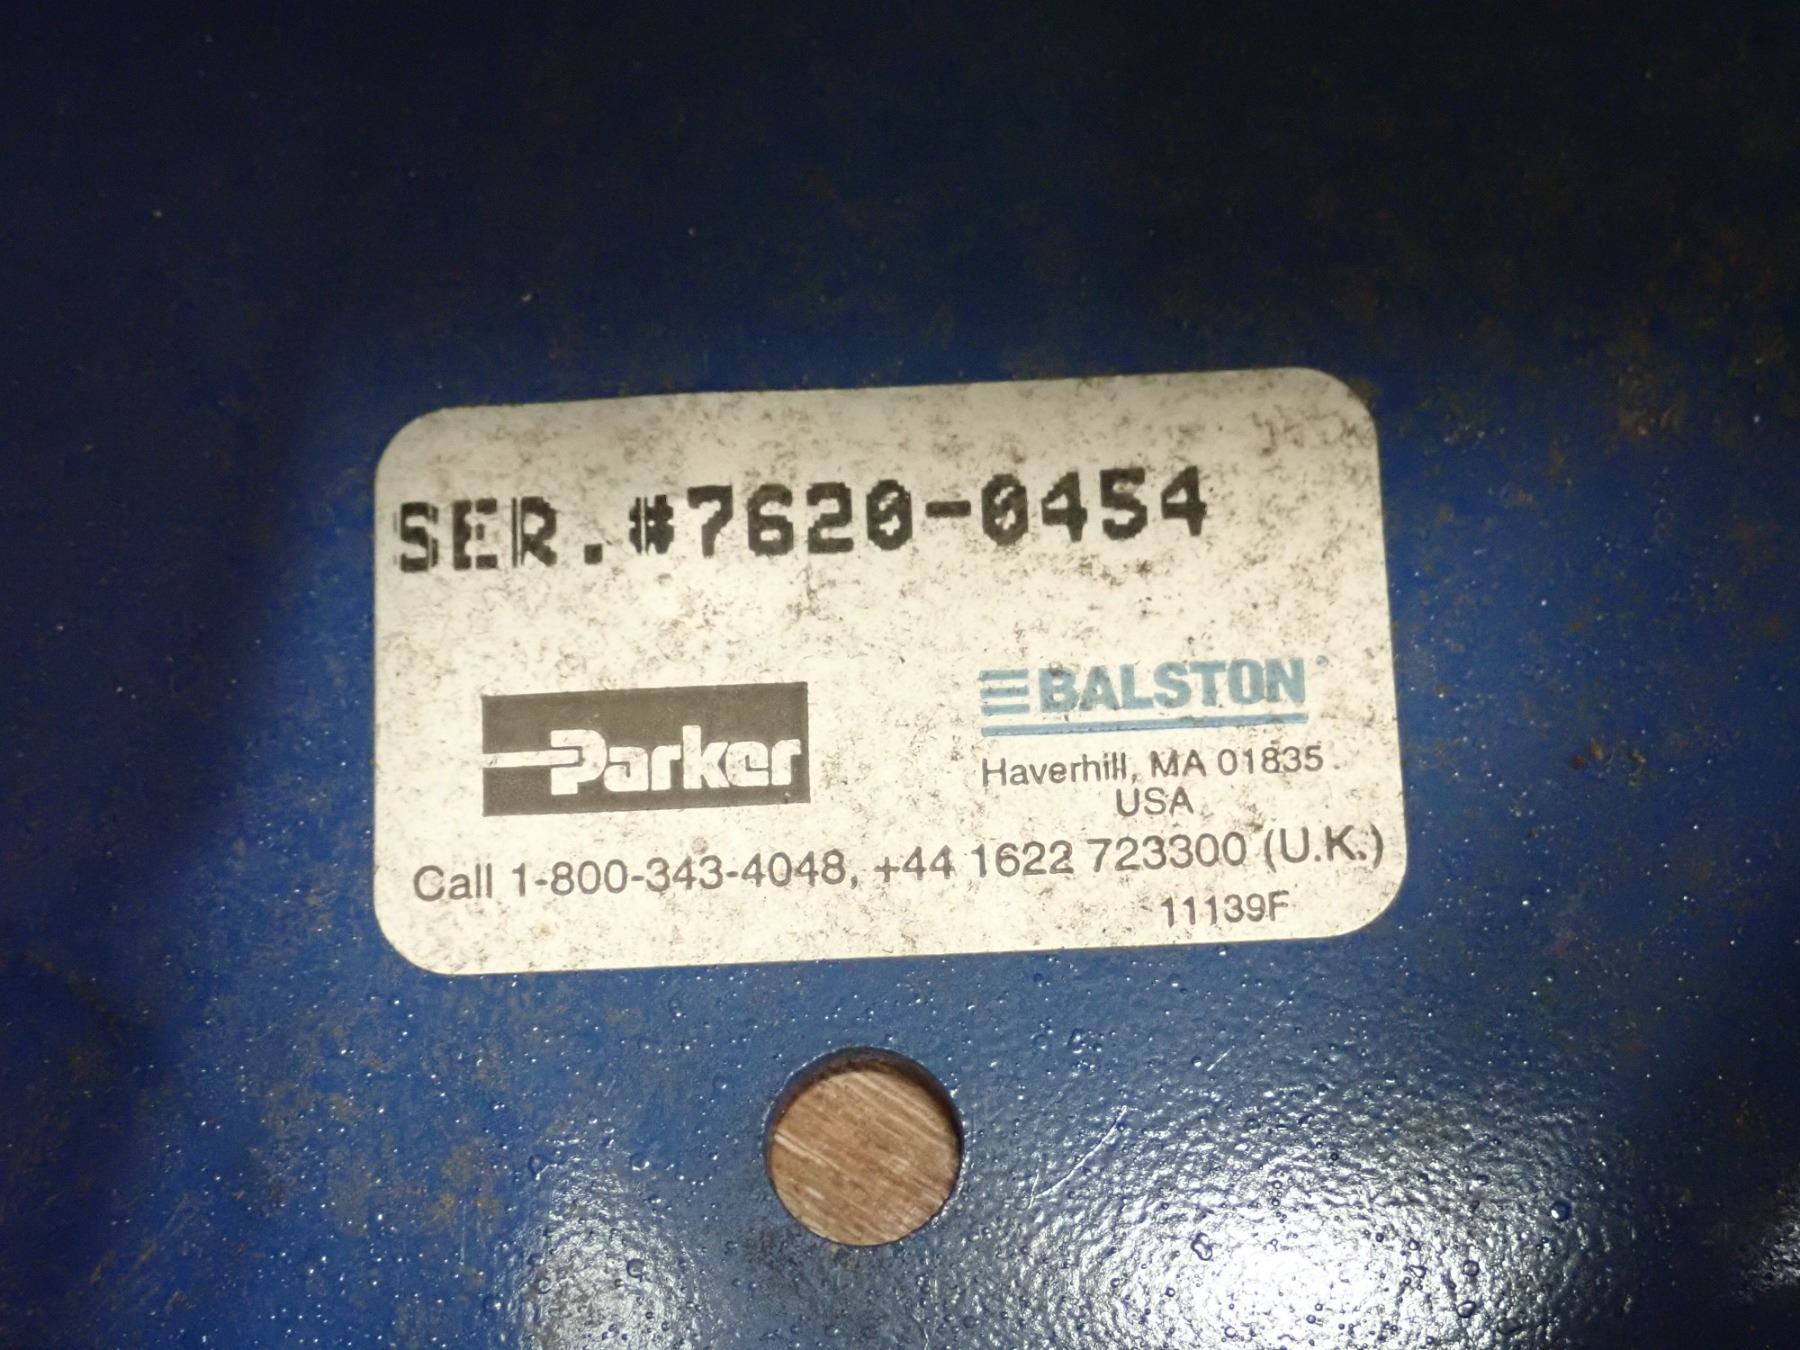 SER.#7620-0454
Parker
BALSTON
Haverhill, MA 01835
USA
Call 1-800-343-4048, +44 1622 723300 (U.K.)
11139F